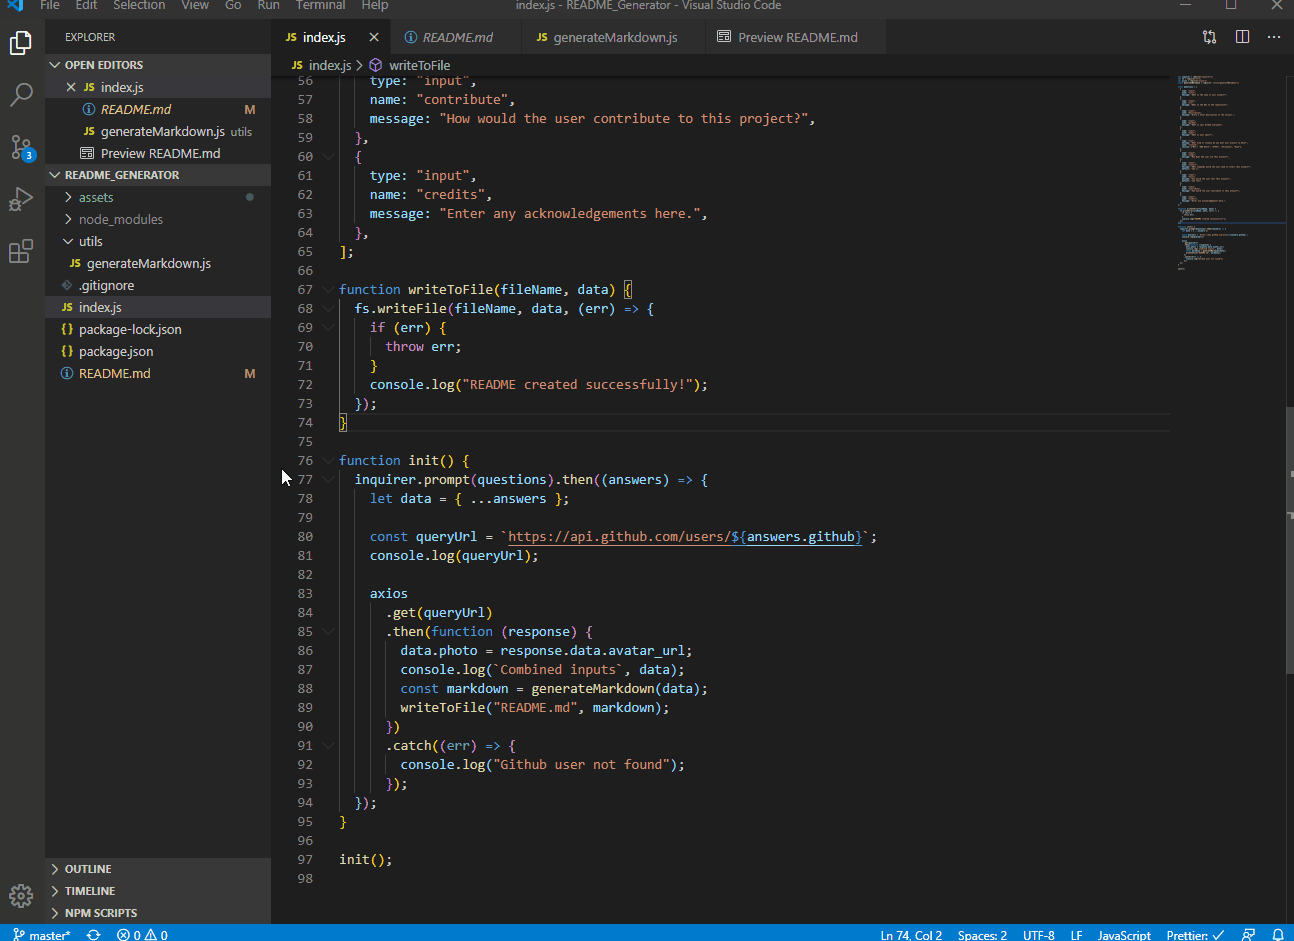 File Edit Selection View Go Run Terminal Help index.js - README_Generator - Visual Studio Code
EXPLORER
OPEN EDITORS
JS index.js
README.md M
JS generateMarkdown.js utils
Preview README.md
README_GENERATOR
assets
node_modules
utils
JS generateMarkdown.js
.gitignore
JS index.js
{} package-lock.json
{} package.json
README.md M
OUTLINE
TIMELINE
NPM SCRIPTS
3
JS index.js README.md JS generateMarkdown.js Preview README.md
JS index.js > writeToFile
56 type: "input",
57 name: "contribute",
58 message: "How would the user contribute to this project?",
59 },
60 {
61 type: "input",
62 name: "credits",
63 message: "Enter any acknowledgements here.",
64 },
65 ];
66
67 function writeToFile(fileName, data) {
68 fs.writeFile(fileName, data, (err) => {
69 if (err) {
70 throw err;
71 }
72 console.log("README created successfully!");
73 });
74 }
75
76 function init() {
77 inquirer.prompt(questions).then((answers) => {
78 let data = { ...answers };
79
80 const queryUrl = `https://api.github.com/users/${answers.github}`;
81 console.log(queryUrl);
82
83 axios
84 .get(queryUrl)
85 .then(function (response) {
86 data.photo = response.data.avatar_url;
87 console.log(`Combined inputs`, data);
88 const markdown = generateMarkdown(data);
89 writeToFile("README.md", markdown);
90 })
91 .catch((err) => {
92 console.log("Github user not found");
93 });
94 });
95 }
96
97 init();
98
master* 0 0 Ln 74, Col 2 Spaces: 2 UTF-8 LF JavaScript Prettier: ✓